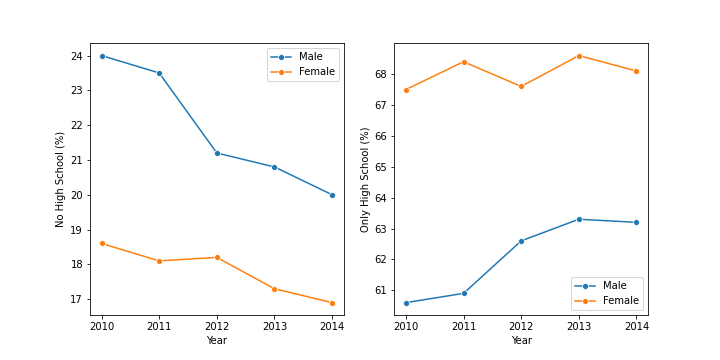 No High School (%)
24
23
22
21
20
19
18
17
2010 2011 2012 2013 2014
Year
Male
Female
Only High School (%)
68
67
66
65
64
63
62
61
2010 2011 2012 2013 2014
Year
Male
Female